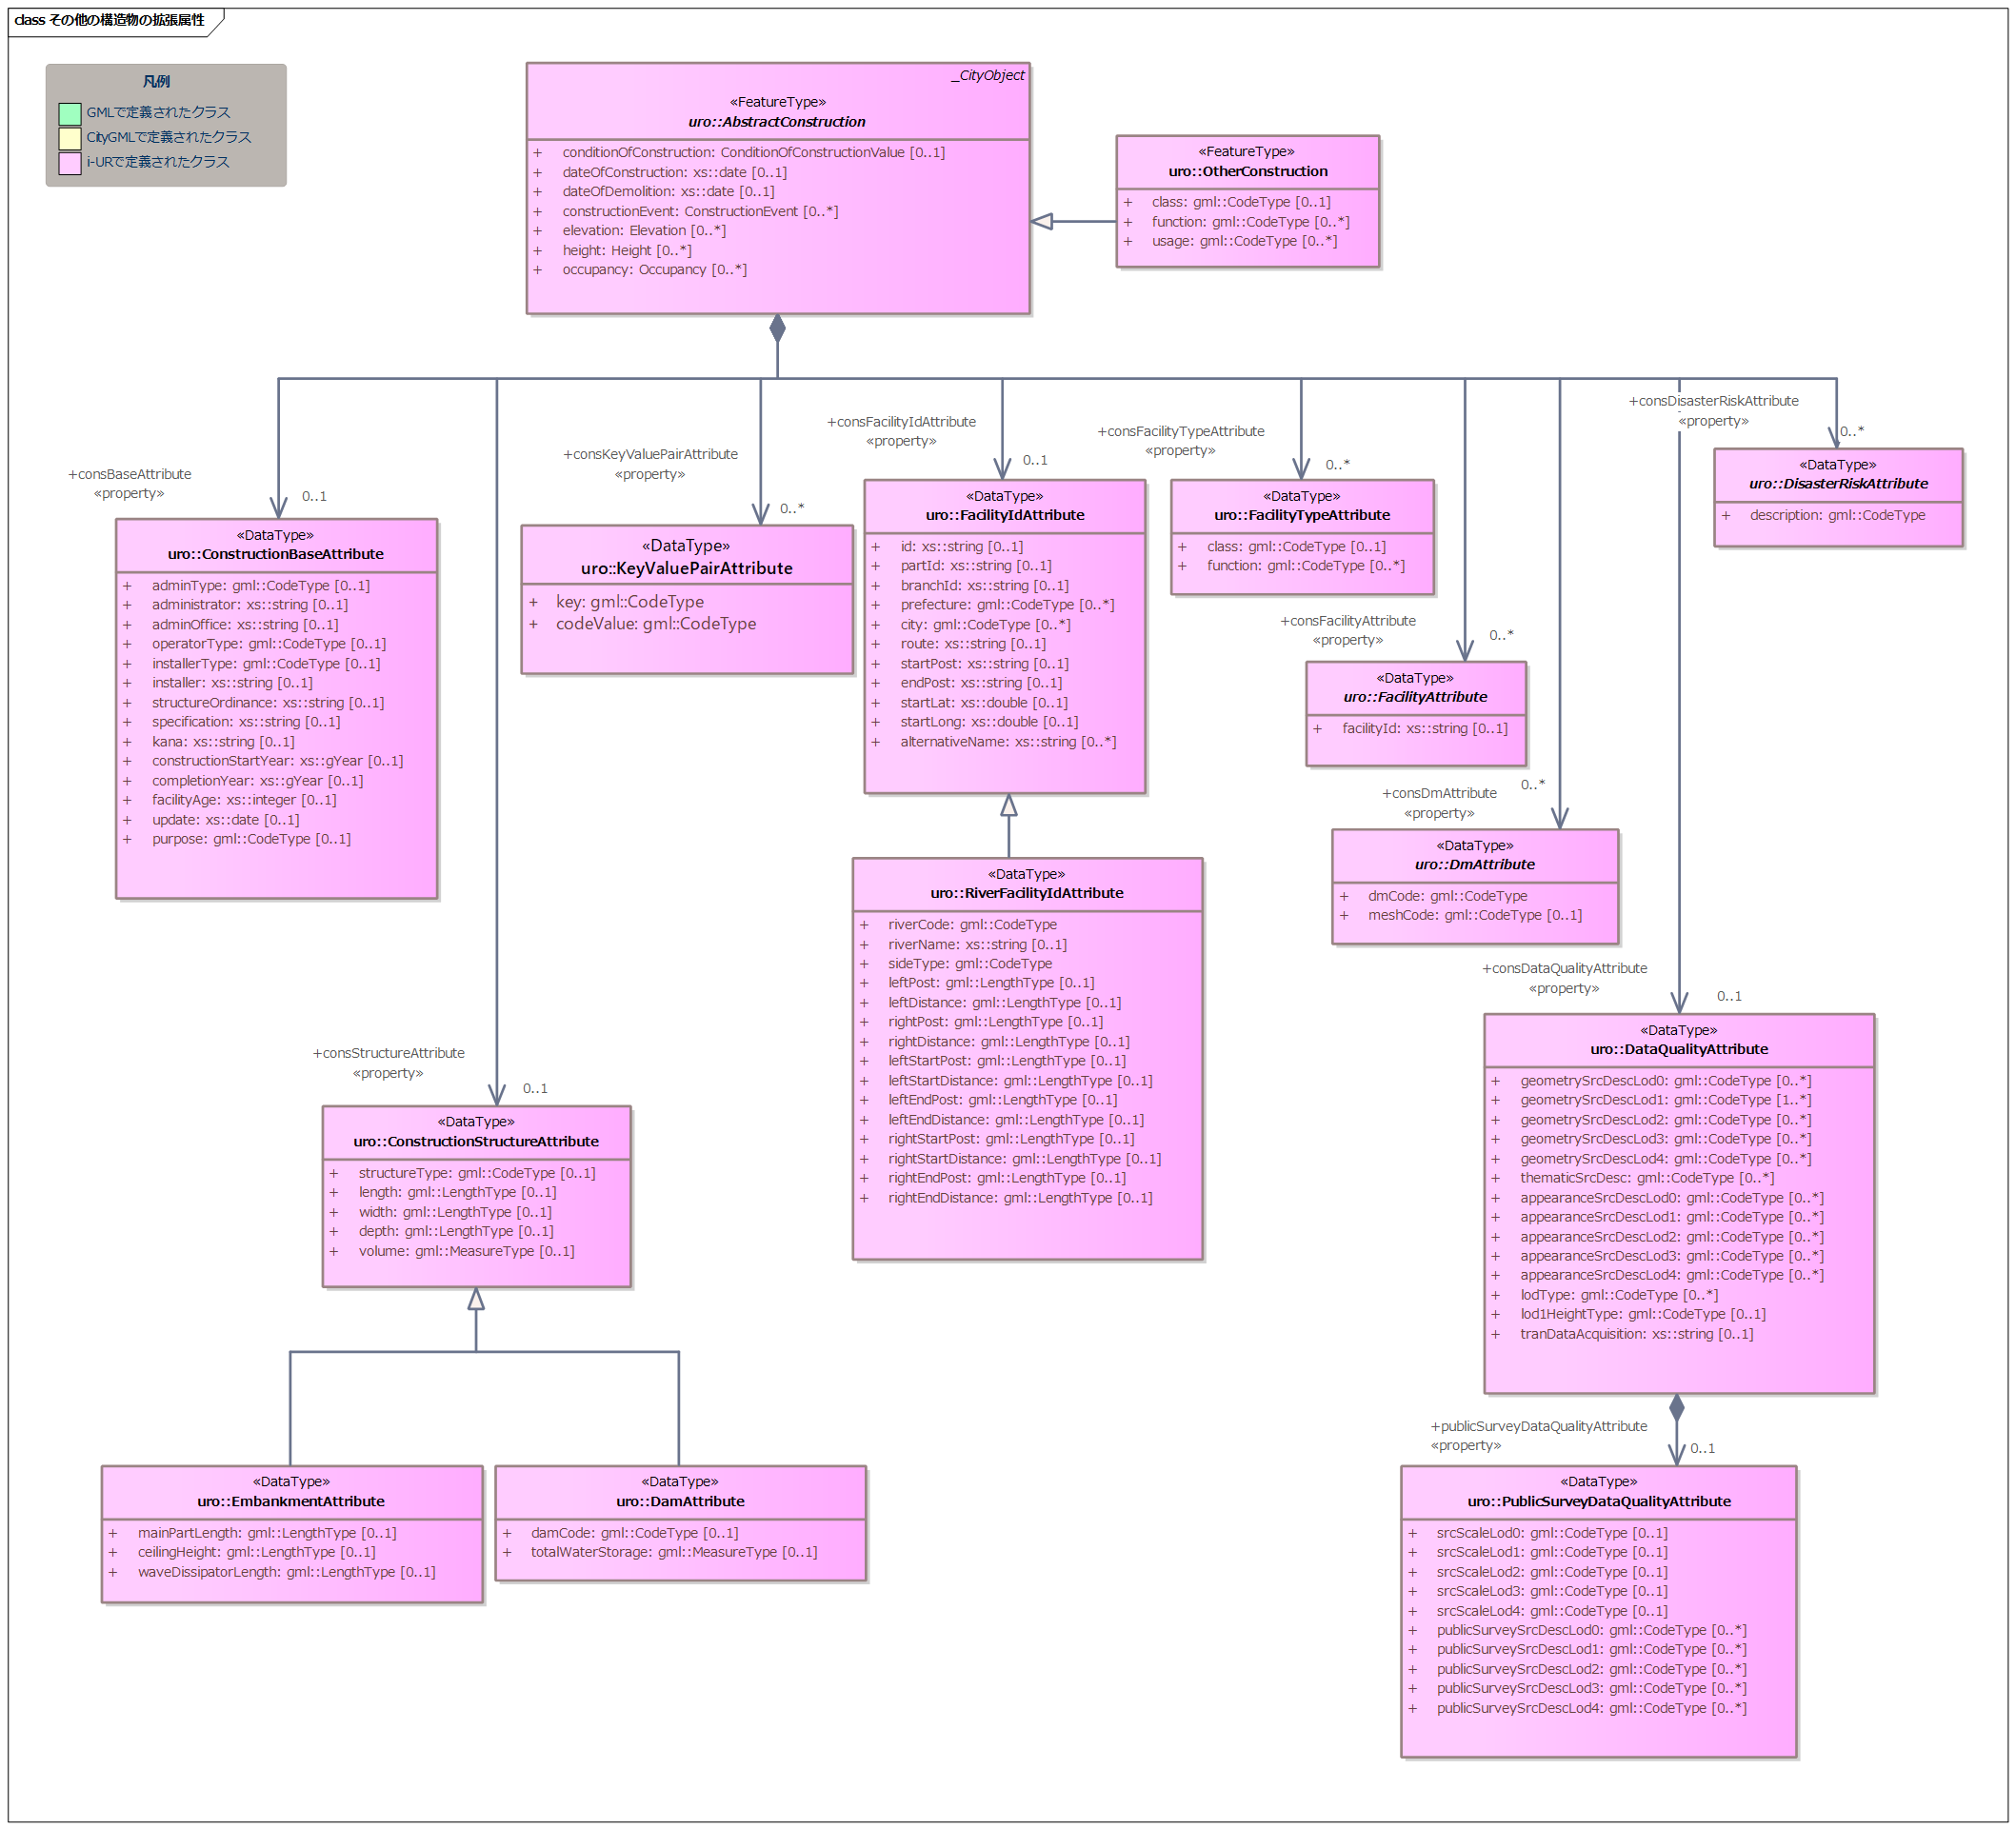 class その他の構造物の拡張属性
凡例
GMLで定義されたクラス
CityGMLで定義されたクラス
i-URで定義されたクラス
_CityObject
«FeatureType»
uro::AbstractConstruction
+ conditionOfConstruction: ConditionOfConstructionValue [0..1]
+ dateOfConstruction: xs::date [0..1]
+ dateOfDemolition: xs::date [0..1]
+ constructionEvent: ConstructionEvent [0..*]
+ elevation: Elevation [0..*]
+ height: Height [0..*]
+ occupancy: Occupancy [0..*]
«FeatureType»
uro::OtherConstruction
+ class: gml::CodeType [0..1]
+ function: gml::CodeType [0..*]
+ usage: gml::CodeType [0..*]
+consBaseAttribute
«property»
0..1
«DataType»
uro::ConstructionBaseAttribute
+ adminType: gml::CodeType [0..1]
+ administrator: xs::string [0..1]
+ adminOffice: xs::string [0..1]
+ operatorType: gml::CodeType [0..1]
+ installerType: gml::CodeType [0..1]
+ installer: xs::string [0..1]
+ structureOrdinance: xs::string [0..1]
+ specification: xs::string [0..1]
+ kana: xs::string [0..1]
+ constructionStartYear: xs::gYear [0..1]
+ completionYear: xs::gYear [0..1]
+ facilityAge: xs::integer [0..1]
+ update: xs::date [0..1]
+ purpose: gml::CodeType [0..1]
+consKeyValuePairAttribute
«property»
0..*
«DataType»
uro::KeyValuePairAttribute
+ key: gml::CodeType
+ codeValue: gml::CodeType
+consFacilityIdAttribute
«property»
0..1
«DataType»
uro::FacilityIdAttribute
+ id: xs::string [0..1]
+ partId: xs::string [0..1]
+ branchId: xs::string [0..1]
+ prefecture: gml::CodeType [0..*]
+ city: gml::CodeType [0..*]
+ route: xs::string [0..1]
+ startPost: xs::string [0..1]
+ endPost: xs::string [0..1]
+ startLat: xs::double [0..1]
+ startLong: xs::double [0..1]
+ alternativeName: xs::string [0..*]
+consFacilityTypeAttribute
«property»
0..*
«DataType»
uro::FacilityTypeAttribute
+ class: gml::CodeType [0..1]
+ function: gml::CodeType [0..*]
+consDisasterRiskAttribute
«property»
0..*
«DataType»
uro::DisasterRiskAttribute
+ description: gml::CodeType
+consFacilityAttribute
«property»
0..*
«DataType»
uro::FacilityAttribute
+ facilityId: xs::string [0..1]
0..*
+consDmAttribute
«property»
«DataType»
uro::DmAttribute
+ dmCode: gml::CodeType
+ meshCode: gml::CodeType [0..1]
«DataType»
uro::RiverFacilityIdAttribute
+ riverCode: gml::CodeType
+ riverName: xs::string [0..1]
+ sideType: gml::CodeType
+ leftPost: gml::LengthType [0..1]
+ leftDistance: gml::LengthType [0..1]
+ rightPost: gml::LengthType [0..1]
+ rightDistance: gml::LengthType [0..1]
+ leftStartPost: gml::LengthType [0..1]
+ leftStartDistance: gml::LengthType [0..1]
+ leftEndPost: gml::LengthType [0..1]
+ leftEndDistance: gml::LengthType [0..1]
+ rightStartPost: gml::LengthType [0..1]
+ rightStartDistance: gml::LengthType [0..1]
+ rightEndPost: gml::LengthType [0..1]
+ rightEndDistance: gml::LengthType [0..1]
+consDataQualityAttribute
«property»
0..1
«DataType»
uro::DataQualityAttribute
+ geometrySrcDescLod0: gml::CodeType [0..*]
+ geometrySrcDescLod1: gml::CodeType [1..*]
+ geometrySrcDescLod2: gml::CodeType [0..*]
+ geometrySrcDescLod3: gml::CodeType [0..*]
+ geometrySrcDescLod4: gml::CodeType [0..*]
+ thematicSrcDesc: gml::CodeType [0..*]
+ appearanceSrcDescLod0: gml::CodeType [0..*]
+ appearanceSrcDescLod1: gml::CodeType [0..*]
+ appearanceSrcDescLod2: gml::CodeType [0..*]
+ appearanceSrcDescLod3: gml::CodeType [0..*]
+ appearanceSrcDescLod4: gml::CodeType [0..*]
+ lodType: gml::CodeType [0..*]
+ lod1HeightType: gml::CodeType [0..1]
+ tranDataAcquisition: xs::string [0..1]
+consStructureAttribute
«property»
0..1
«DataType»
uro::ConstructionStructureAttribute
+ structureType: gml::CodeType [0..1]
+ length: gml::LengthType [0..1]
+ width: gml::LengthType [0..1]
+ depth: gml::LengthType [0..1]
+ volume: gml::MeasureType [0..1]
«DataType»
uro::EmbankmentAttribute
+ mainPartLength: gml::LengthType [0..1]
+ ceilingHeight: gml::LengthType [0..1]
+ waveDissipatorLength: gml::LengthType [0..1]
«DataType»
uro::DamAttribute
+ damCode: gml::CodeType [0..1]
+ totalWaterStorage: gml::MeasureType [0..1]
+publicSurveyDataQualityAttribute
«property»
0..1
«DataType»
uro::PublicSurveyDataQualityAttribute
+ srcScaleLod0: gml::CodeType [0..1]
+ srcScaleLod1: gml::CodeType [0..1]
+ srcScaleLod2: gml::CodeType [0..1]
+ srcScaleLod3: gml::CodeType [0..1]
+ srcScaleLod4: gml::CodeType [0..1]
+ publicSurveySrcDescLod0: gml::CodeType [0..*]
+ publicSurveySrcDescLod1: gml::CodeType [0..*]
+ publicSurveySrcDescLod2: gml::CodeType [0..*]
+ publicSurveySrcDescLod3: gml::CodeType [0..*]
+ publicSurveySrcDescLod4: gml::CodeType [0..*]